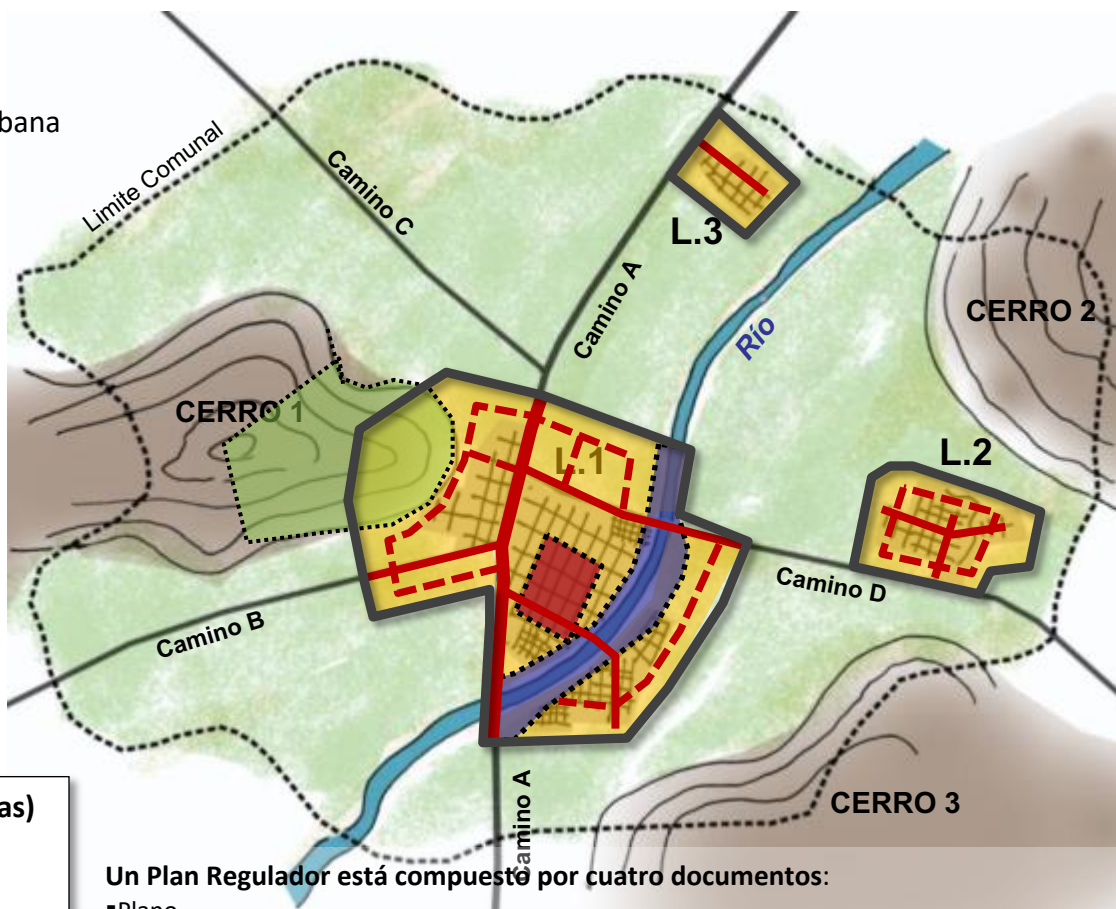 bana
Limite Comunal
Camino C
L.3
Camino A
CERRO 2
Río
CERRO 1
L.1
L.2
Camino D
Camino B
as)
Camino A
CERRO 3
Un Plan Regulador está compuesto por cuatro documentos:
▪Plano